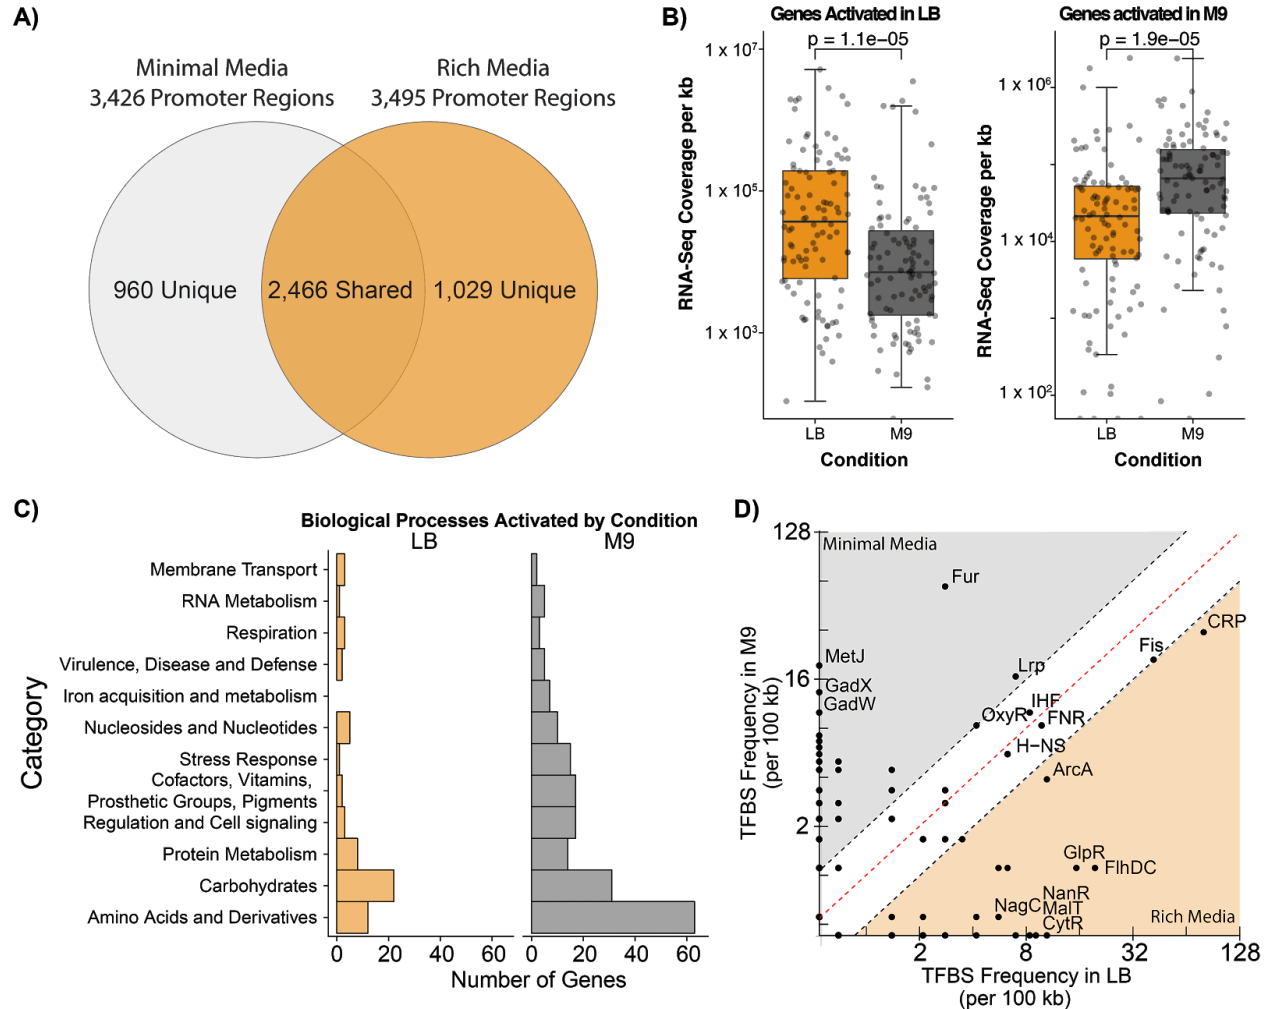 A)
Minimal Media
3,426 Promoter Regions
Rich Media
3,495 Promoter Regions
960 Unique
2,466 Shared
1,029 Unique
B)
Genes Activated in LB
p = 1.1e−05
RNA-Seq Coverage per kb
1 x 10⁷
1 x 10⁵
1 x 10³
LB
M9
Condition
Genes activated in M9
p = 1.9e−05
RNA-Seq Coverage per kb
1 x 10⁶
1 x 10⁴
1 x 10²
LB
M9
Condition
C)
Biological Processes Activated by Condition
LB
M9
Category
Membrane Transport
RNA Metabolism
Respiration
Virulence, Disease and Defense
Iron acquisition and metabolism
Nucleosides and Nucleotides
Stress Response
Cofactors, Vitamins,
Prosthetic Groups, Pigments
Regulation and Cell signaling
Protein Metabolism
Carbohydrates
Amino Acids and Derivatives
0
20
40
60
0
20
40
60
Number of Genes
D)
128
16
2
TFBS Frequency in M9
(per 100 kb)
Minimal Media
Fur
CRP
Fis
MetJ
Lrp
GadX
GadW
IHF
OxyR
FNR
H−NS
ArcA
GlpR
FlhDC
NanR
NagC
MalT
CytR
Rich Media
2
8
32
128
TFBS Frequency in LB
(per 100 kb)